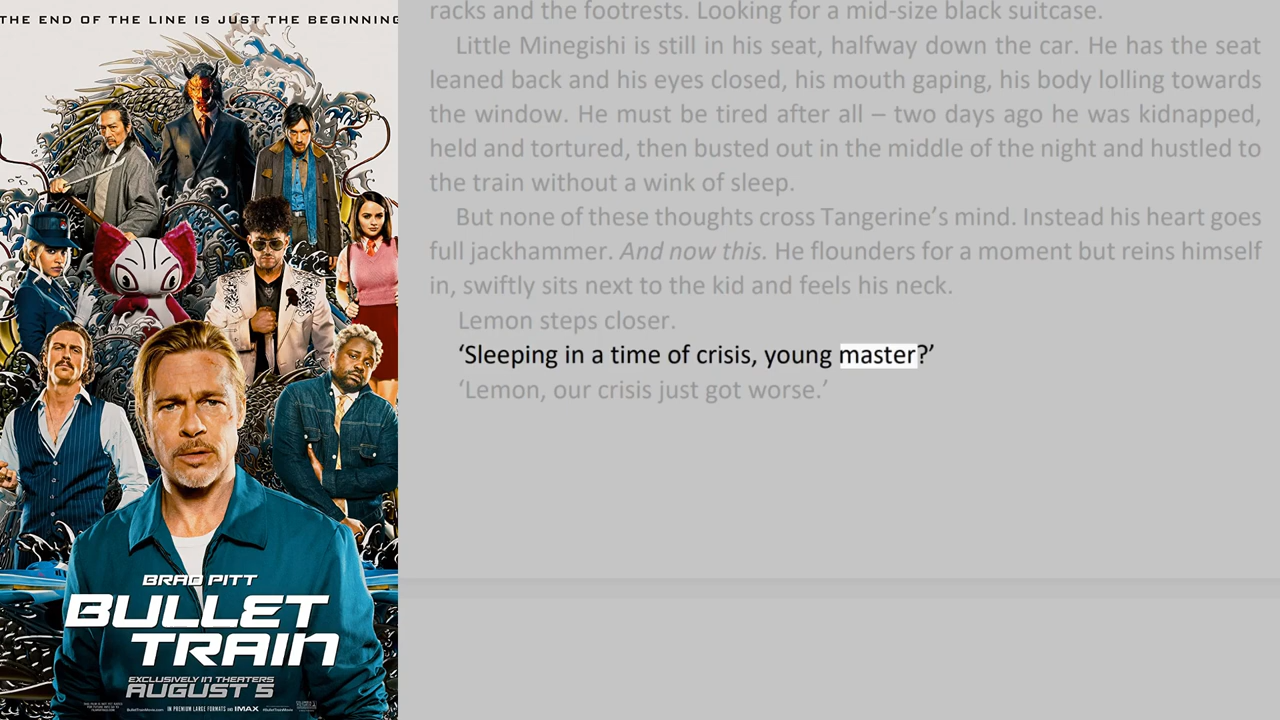 THE END OF THE LINE IS JUST THE BEGINNING
BRAD PITT
BULLET
TRAIN
EXCLUSIVELY IN THEATERS
AUGUST 5
IN PREMIUM LARGE FORMATS AND IMAX
racks and the footrests. Looking for a mid-size black suitcase.
Little Minegishi is still in his seat, halfway down the car. He has the seat
leaned back and his eyes closed, his mouth gaping, his body lolling towards
the window. He must be tired after all – two days ago he was kidnapped,
held and tortured, then busted out in the middle of the night and hustled to
the train without a wink of sleep.
But none of these thoughts cross Tangerine’s mind. Instead his heart goes
full jackhammer. And now this. He flounders for a moment but reins himself
in, swiftly sits next to the kid and feels his neck.
Lemon steps closer.
‘Sleeping in a time of crisis, young master?’
‘Lemon, our crisis just got worse.’